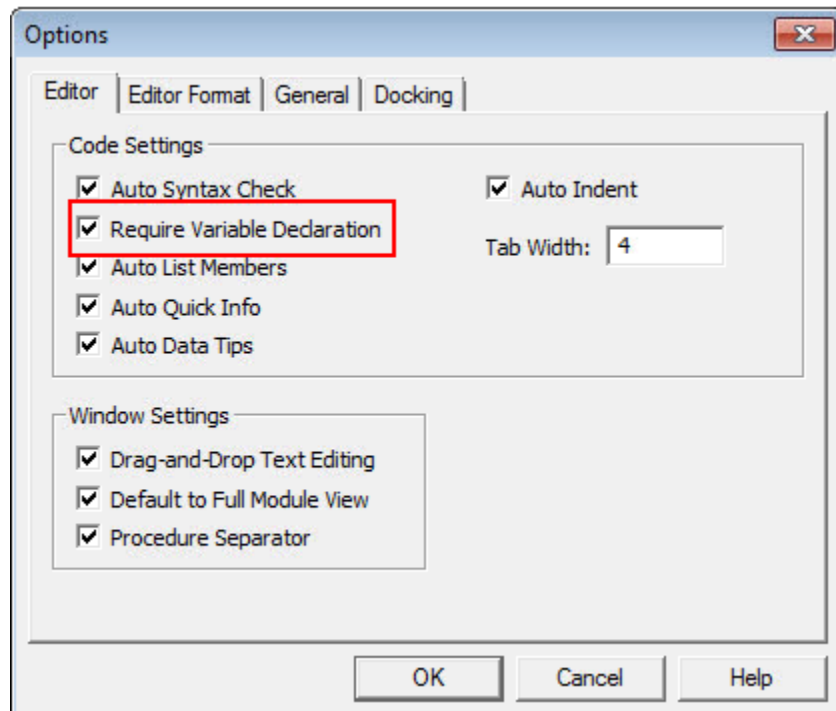 Options
Editor Editor Format General Docking
Code Settings
Auto Syntax Check
Require Variable Declaration
Auto List Members
Auto Quick Info
Auto Data Tips
Auto Indent
Tab Width: 4
Window Settings
Drag-and-Drop Text Editing
Default to Full Module View
Procedure Separator
OK Cancel Help